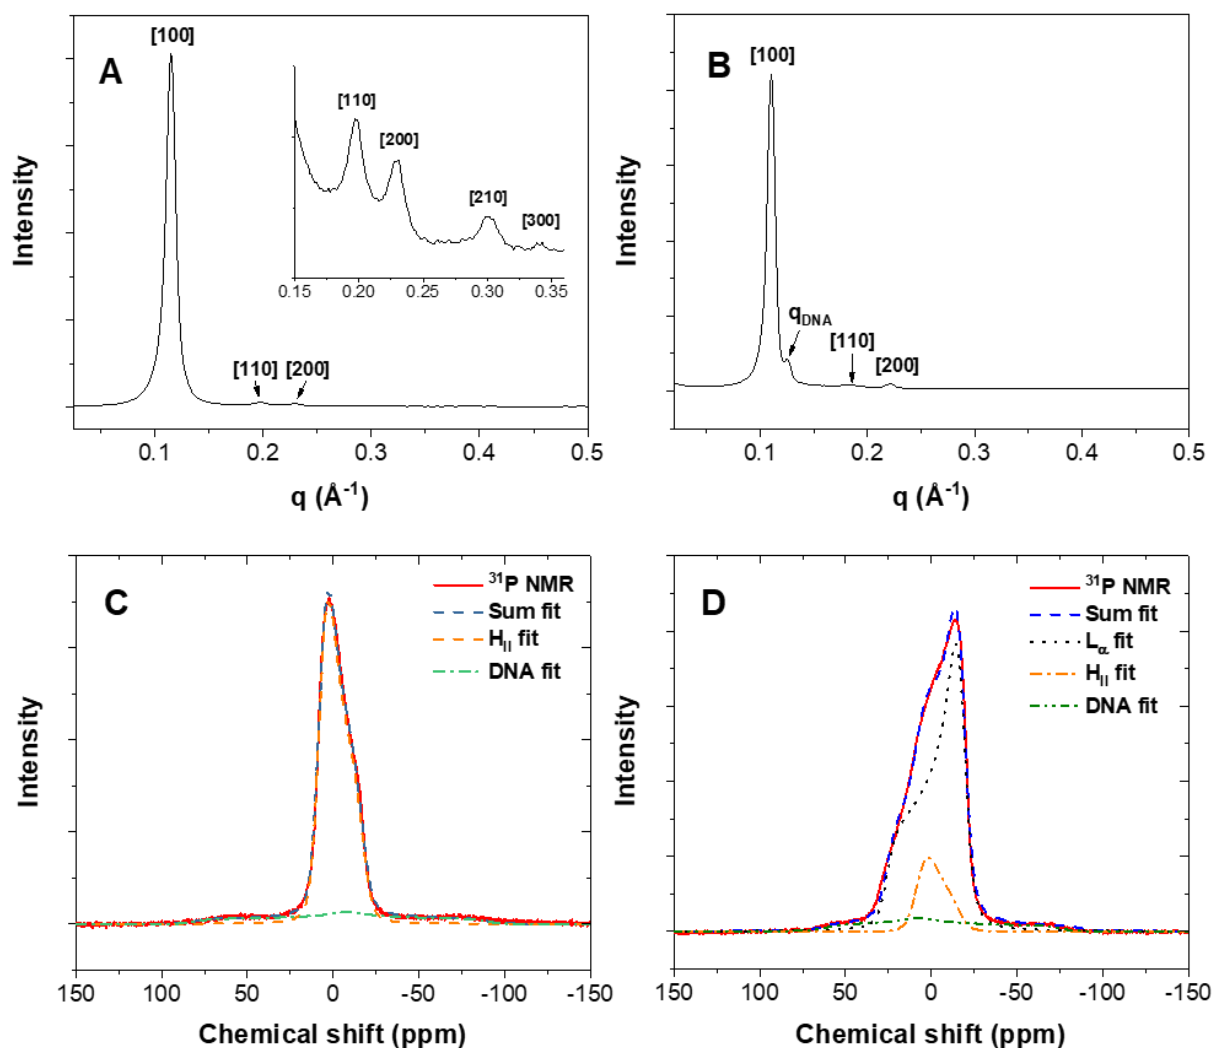 A
[100]
[110]
[200]
[210]
[300]
0.15
0.20
0.25
0.30
0.35
[110]
[200]
Intensity
0.1
0.2
0.3
0.4
0.5
q (Å⁻¹)
B
[100]
qDNA
[110]
[200]
Intensity
0.1
0.2
0.3
0.4
0.5
q (Å⁻¹)
C
³¹P NMR
Sum fit
HII fit
DNA fit
Intensity
150
100
50
0
-50
-100
-150
Chemical shift (ppm)
D
³¹P NMR
Sum fit
Lα fit
HII fit
DNA fit
Intensity
150
100
50
0
-50
-100
-150
Chemical shift (ppm)